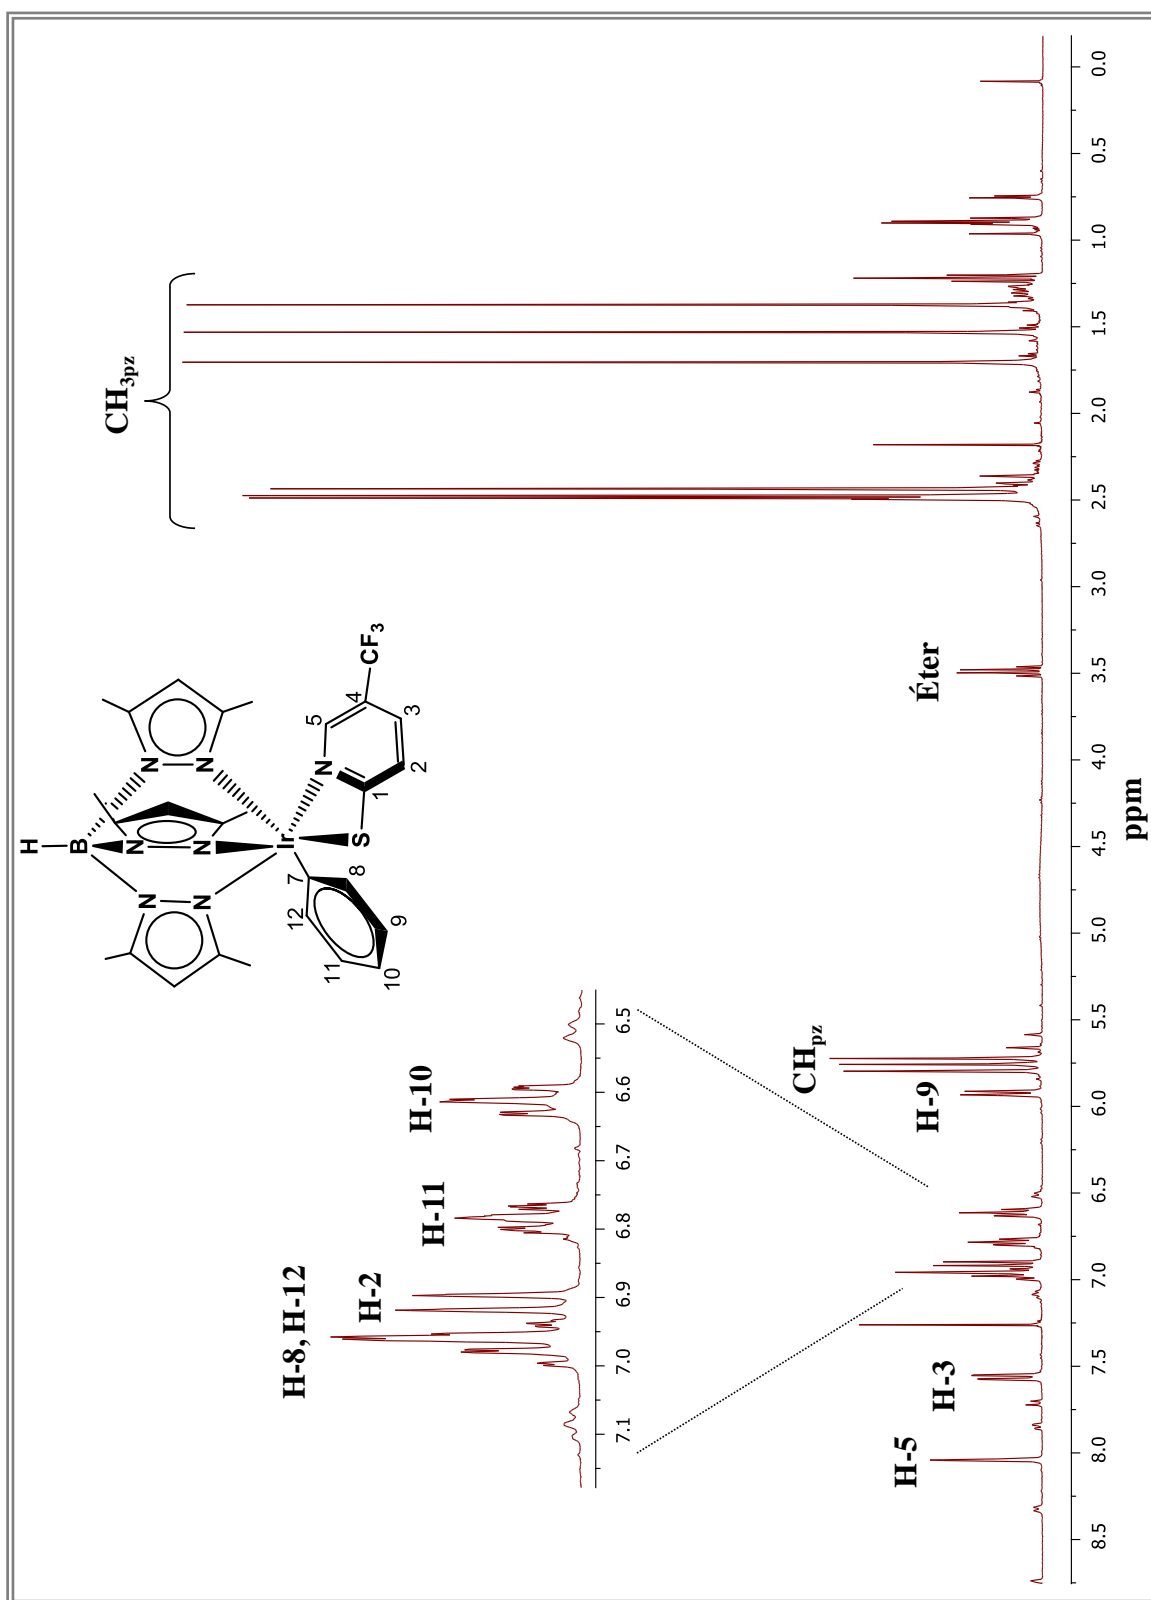 CH3pz
H
B
N
N
N
N
N
N
Ir
N
S
CF3
1
2
3
4
5
7
8
9
10
11
12
H-8, H-12
H-2
H-11
H-10
7.1 7.0 6.9 6.8 6.7 6.6 6.5
H-5
H-3
H-9
CHpz
Éter
8.5 8.0 7.5 7.0 6.5 6.0 5.5 5.0 4.5 4.0 3.5 3.0 2.5 2.0 1.5 1.0 0.5 0.0
ppm